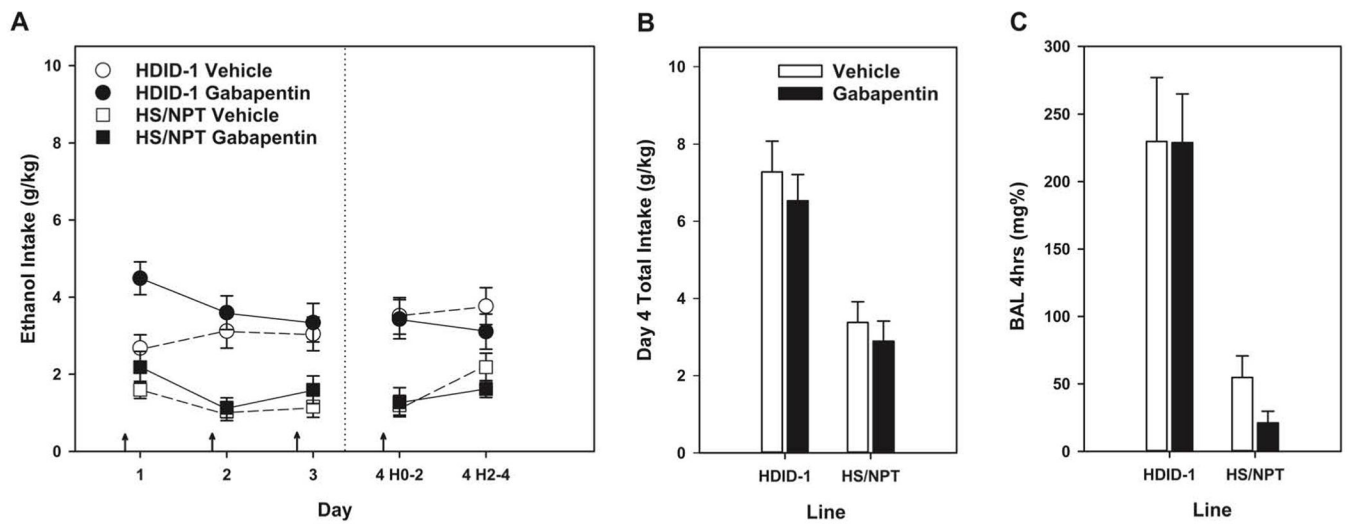 A
Ethanol Intake (g/kg)
10
8
6
4
2
0
HDID-1 Vehicle
HDID-1 Gabapentin
HS/NPT Vehicle
HS/NPT Gabapentin
1 2 3 4 H0-2 4 H2-4
Day
B
Day 4 Total Intake (g/kg)
10
8
6
4
2
0
Vehicle
Gabapentin
HDID-1 HS/NPT
Line
C
BAL 4hrs (mg%)
300
250
200
150
100
50
0
HDID-1 HS/NPT
Line